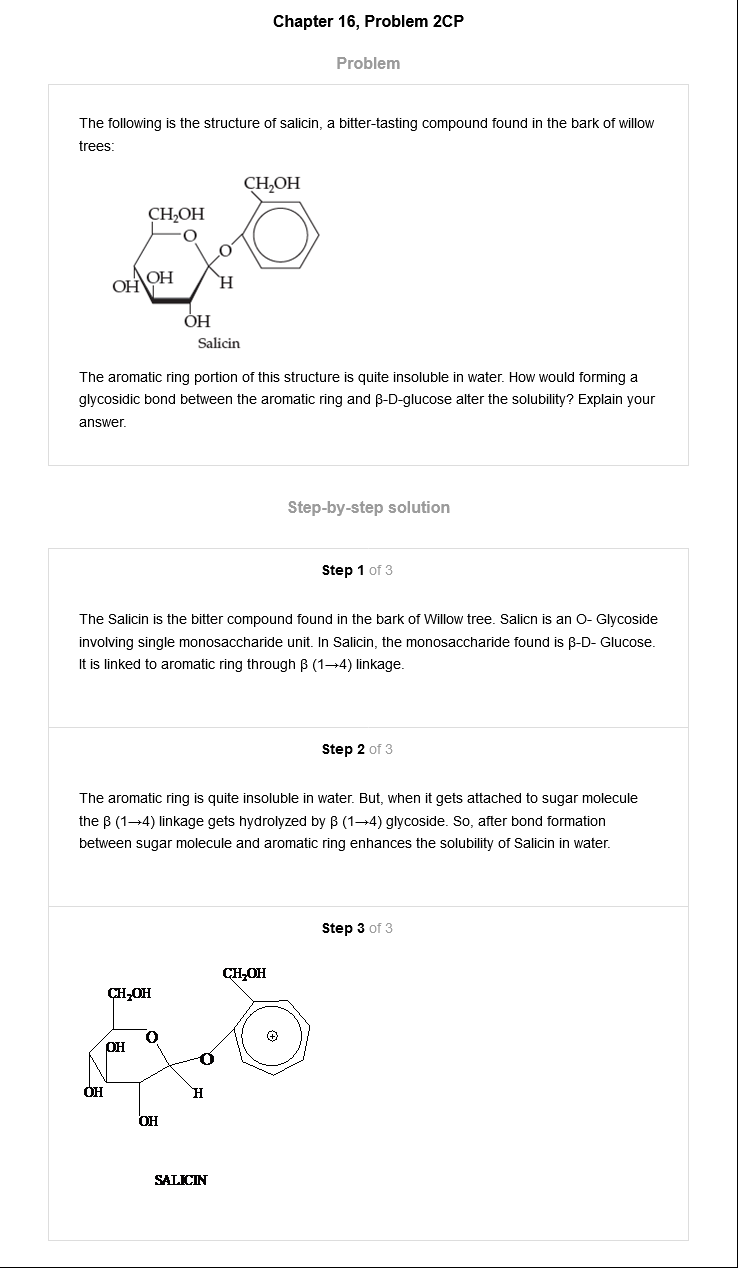 Chapter 16, Problem 2CP
Problem
The following is the structure of salicin, a bitter-tasting compound found in the bark of willow
trees:
CH₂OH
CH₂OH
O
O
OH
OH
H
OH
Salicin
The aromatic ring portion of this structure is quite insoluble in water. How would forming a
glycosidic bond between the aromatic ring and β-D-glucose alter the solubility? Explain your
answer.
Step-by-step solution
Step 1 of 3
The Salicin is the bitter compound found in the bark of Willow tree. Salicn is an O- Glycoside
involving single monosaccharide unit. In Salicin, the monosaccharide found is β-D- Glucose.
It is linked to aromatic ring through β (1→4) linkage.
Step 2 of 3
The aromatic ring is quite insoluble in water. But, when it gets attached to sugar molecule
the β (1→4) linkage gets hydrolyzed by β (1→4) glycoside. So, after bond formation
between sugar molecule and aromatic ring enhances the solubility of Salicin in water.
Step 3 of 3
CH₂OH
CH₂OH
O
OH
O
+
OH
H
OH
SALICIN